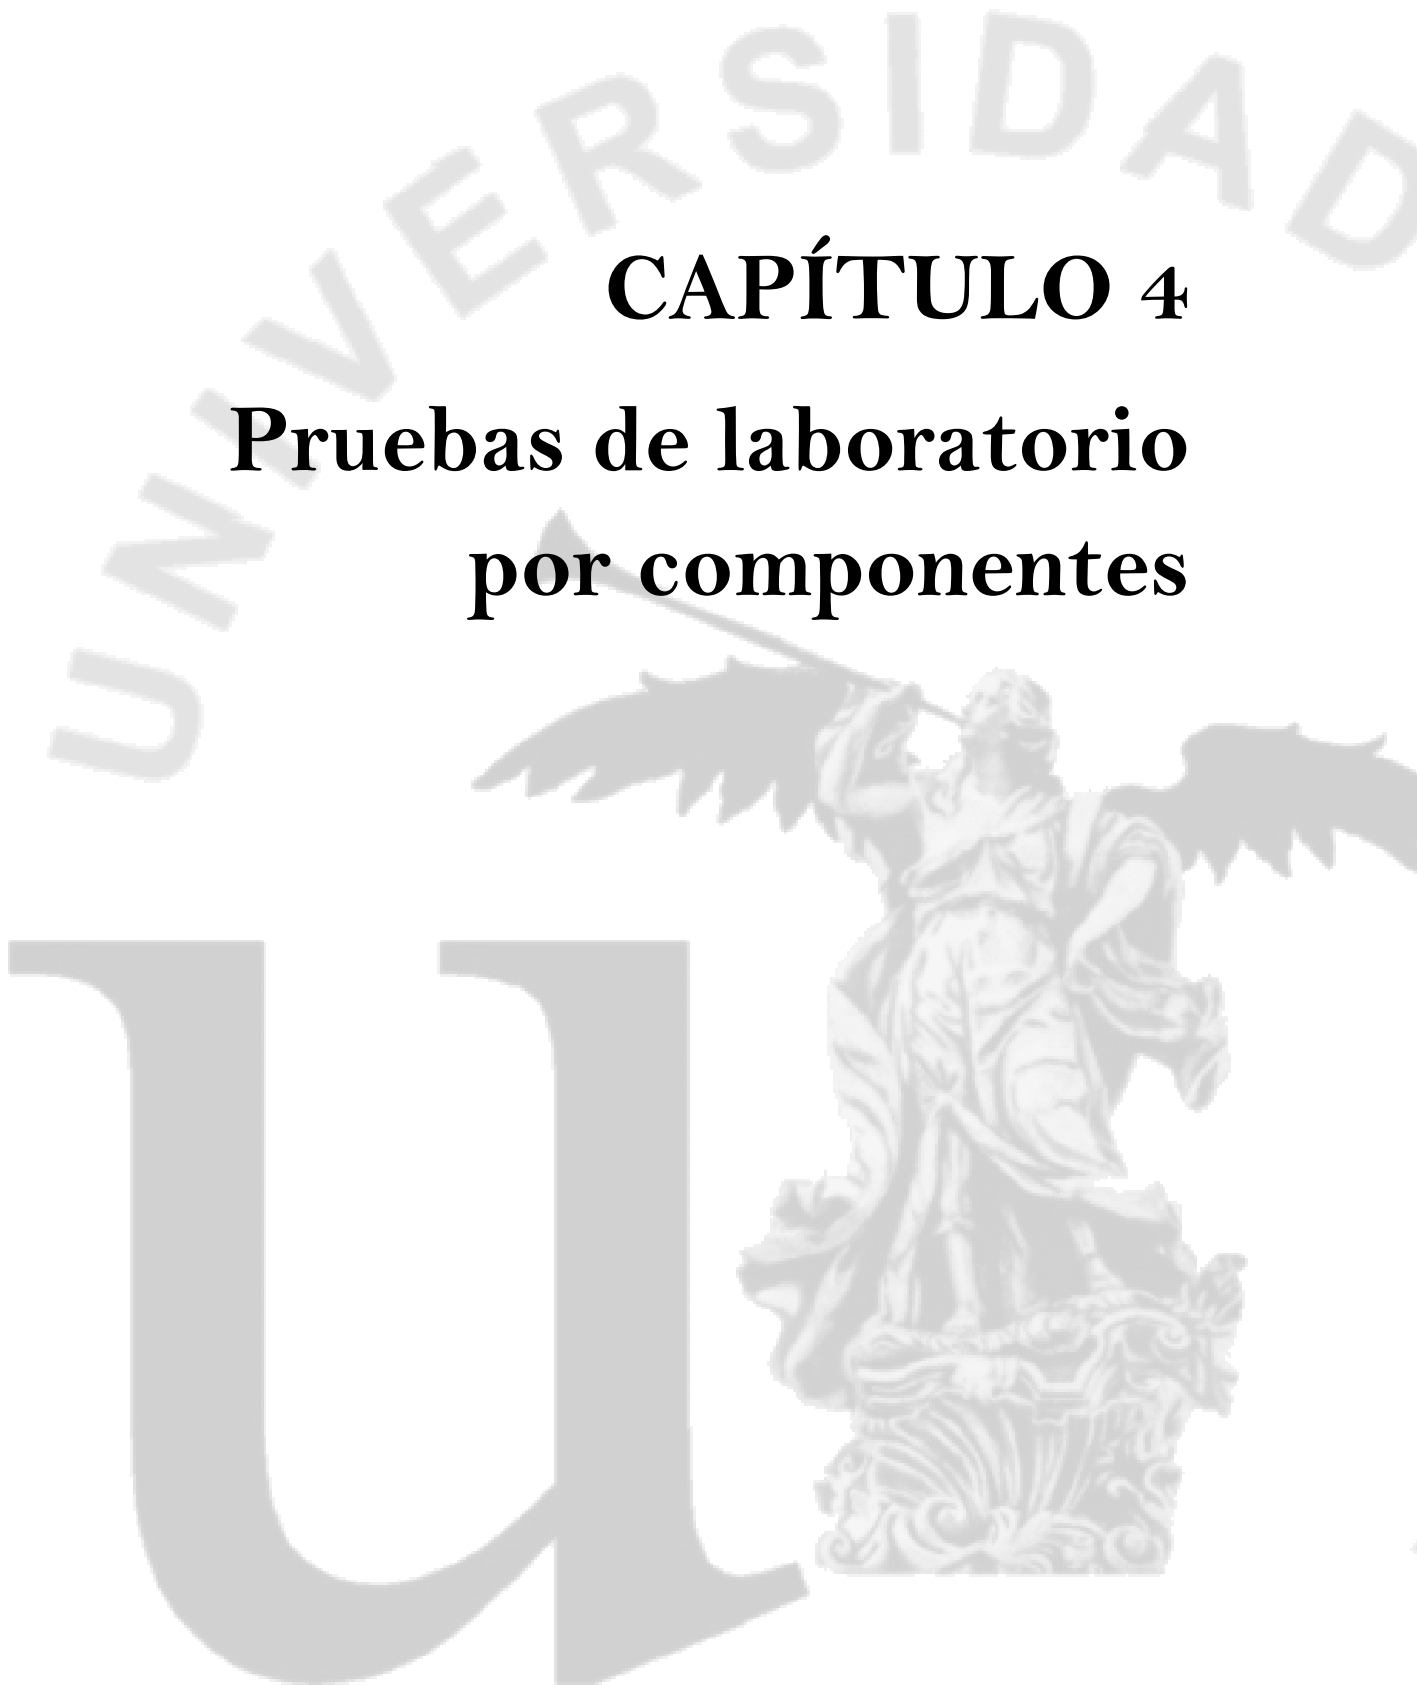 UNIVERSIDAD
CAPÍTULO 4
Pruebas de laboratorio
por componentes
u